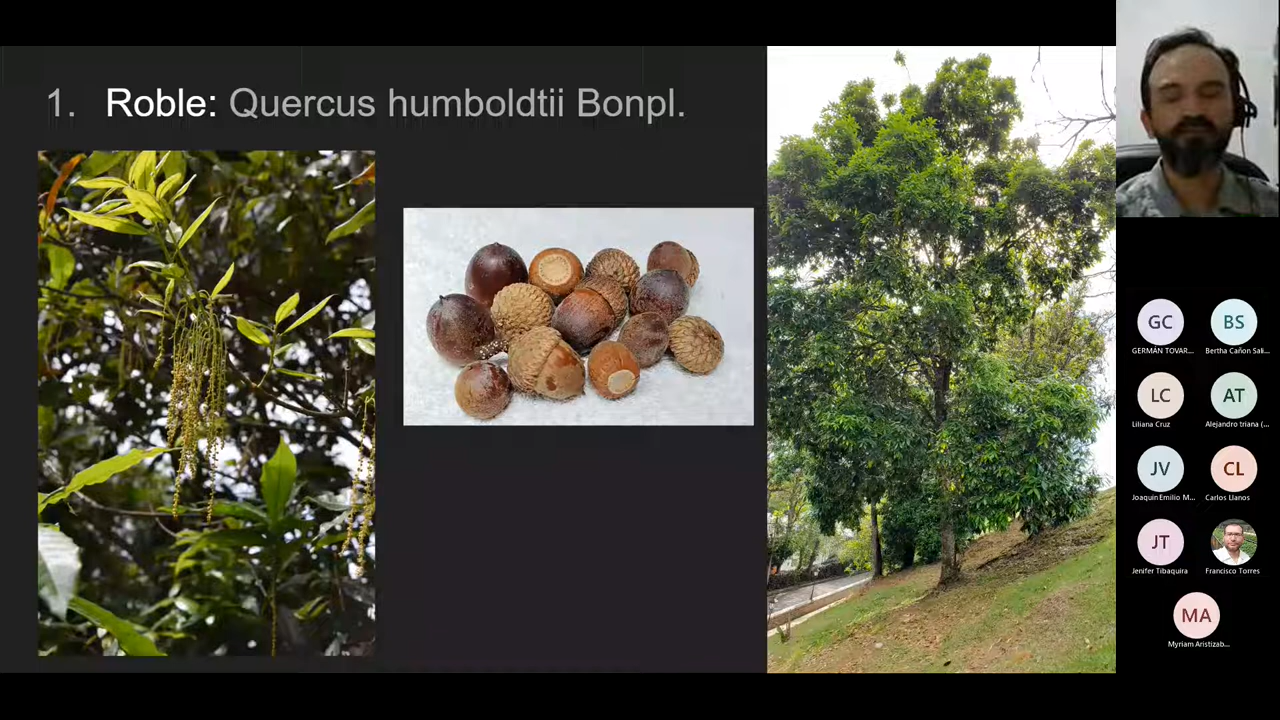 1. Roble: Quercus humboldtii Bonpl.
GC
BS
GERMÁN TOVAR...
Bertha Cañon Sali...
LC
AT
Liliana Cruz
Alejandro triana (...
JV
CL
Joaquin Emilio M...
Carlos Llanos
JT
Jenifer Tibaquira
Francisco Torres
MA
Myriam Aristizab...